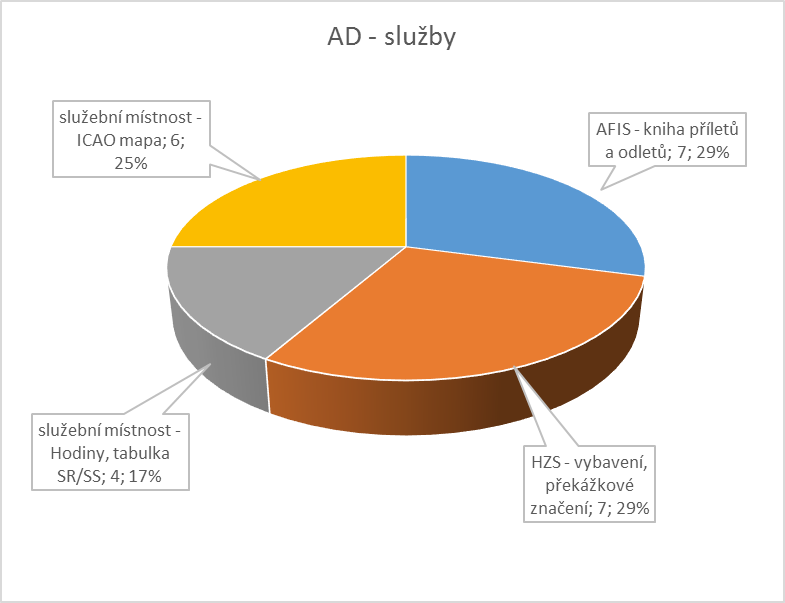 AD - služby
služební místnost -
ICAO mapa; 6;
25%
AFIS - kniha příletů
a odletů; 7; 29%
služební místnost -
Hodiny, tabulka
SR/SS; 4; 17%
HZS - vybavení,
překážkové
značení; 7; 29%